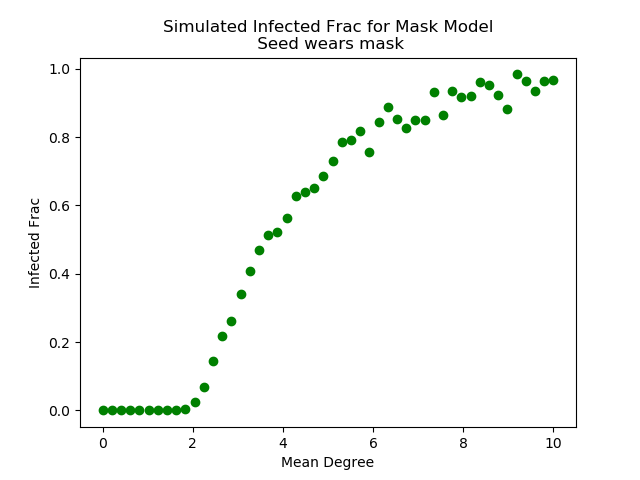 Simulated Infected Frac for Mask Model
Seed wears mask
1.0
0.8
0.6
0.4
0.2
0.0
Infected Frac
0 2 4 6 8 10
Mean Degree